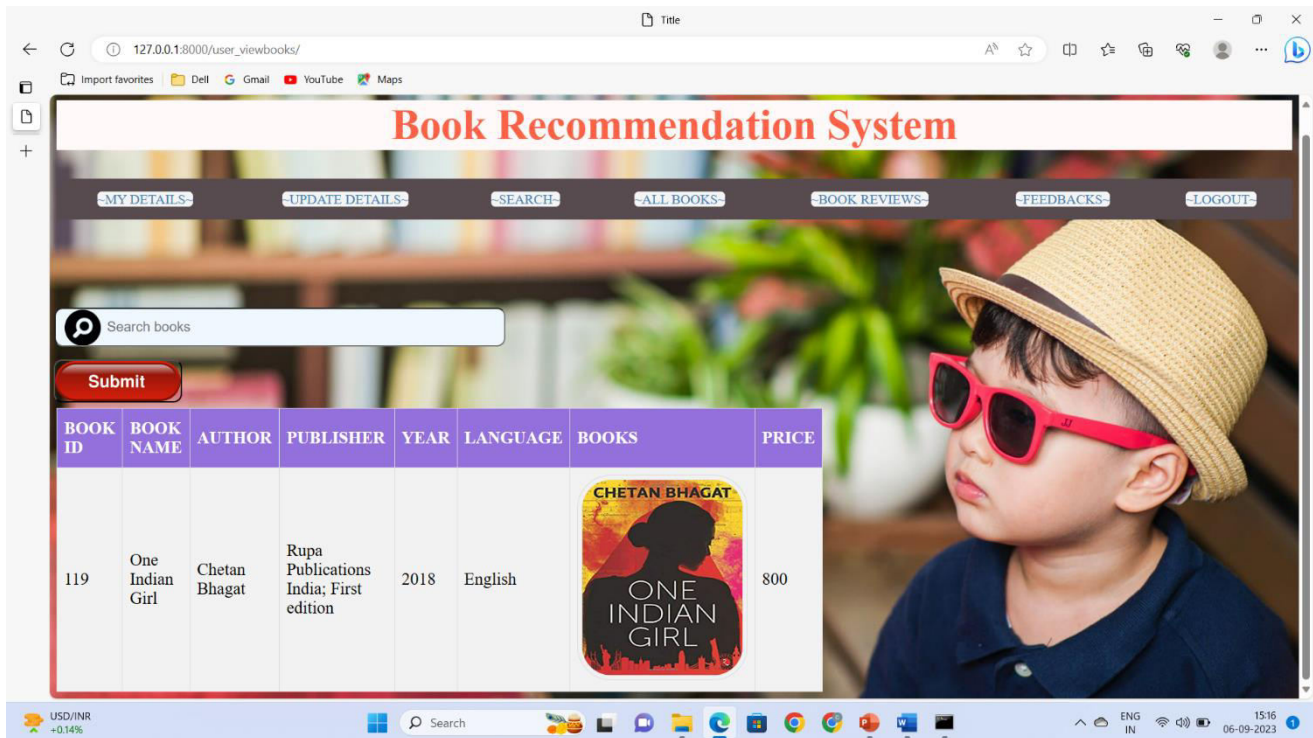 Title
127.0.0.1:8000/user_viewbooks/
Import favorites Dell Gmail YouTube Maps
Book Recommendation System
~MY DETAILS~ ~UPDATE DETAILS~ ~SEARCH~ ~ALL BOOKS~ ~BOOK REVIEWS~ ~FEEDBACKS~ ~LOGOUT~
Search books
Submit
BOOK ID BOOK NAME AUTHOR PUBLISHER YEAR LANGUAGE BOOKS PRICE
119
One
Indian
Girl
Chetan
Bhagat
Rupa
Publications
India; First
edition
2018
English
CHETAN BHAGAT
ONE
INDIAN
GIRL
800
JJ
USD/INR
+0.14%
Search
ENG
IN
15:16
06-09-2023
1